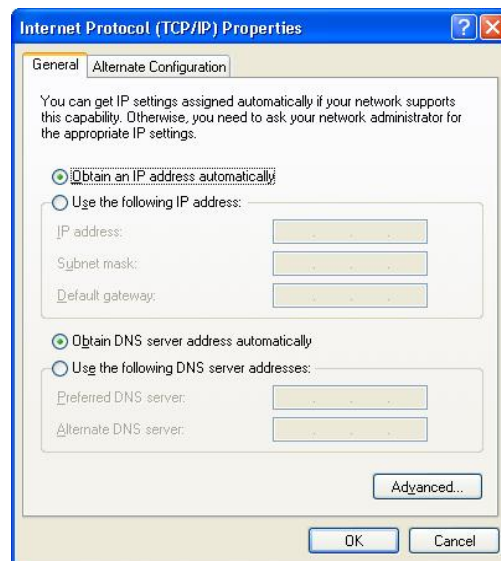 Internet Protocol (TCP/IP) Properties
General
Alternate Configuration
You can get IP settings assigned automatically if your network supports
this capability. Otherwise, you need to ask your network administrator for
the appropriate IP settings.
Obtain an IP address automatically
Use the following IP address:
IP address:
Subnet mask:
Default gateway:
Obtain DNS server address automatically
Use the following DNS server addresses:
Preferred DNS server:
Alternate DNS server:
Advanced...
OK
Cancel